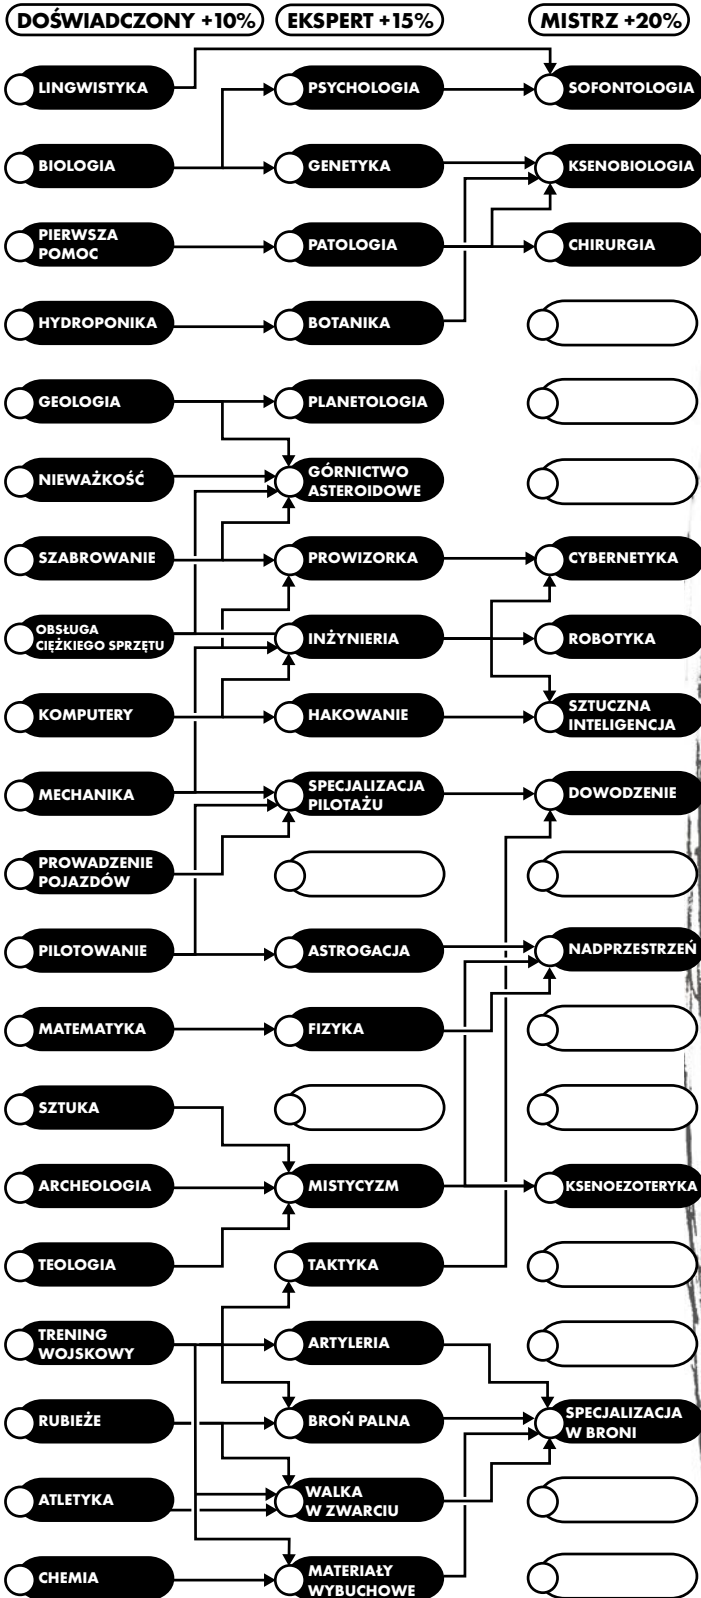 DOŚWIADCZONY +10% EKSPERT +15% MISTRZ +20%
LINGWISTYKA PSYCHOLOGIA SOFONTOLOGIA
BIOLOGIA GENETYKA KSENOBIOLOGIA
PIERWSZA
POMOC PATOLOGIA CHIRURGIA
HYDROPONIKA BOTANIKA
GEOLOGIA PLANETOLOGIA
NIEWAŻKOŚĆ GÓRNICTWO
ASTEROIDOWE
SZABROWANIE PROWIZORKA CYBERNETYKA
OBSŁUGA
CIĘŻKIEGO SPRZĘTU INŻYNIERIA ROBOTYKA
KOMPUTERY HAKOWANIE SZTUCZNA
INTELIGENCJA
MECHANIKA SPECJALIZACJA
PILOTAŻU DOWODZENIE
PROWADZENIE
POJAZDÓW
PILOTOWANIE ASTROGACJA NADPRZESTRZEŃ
MATEMATYKA FIZYKA
SZTUKA
ARCHEOLOGIA MISTYCYZM KSENOEZOTERYKA
TEOLOGIA TAKTYKA
TRENING
WOJSKOWY ARTYLERIA
RUBIEŻE BROŃ PALNA SPECJALIZACJA
W BRONI
ATLETYKA WALKA
W ZWARCIU
CHEMIA MATERIAŁY
WYBUCHOWE